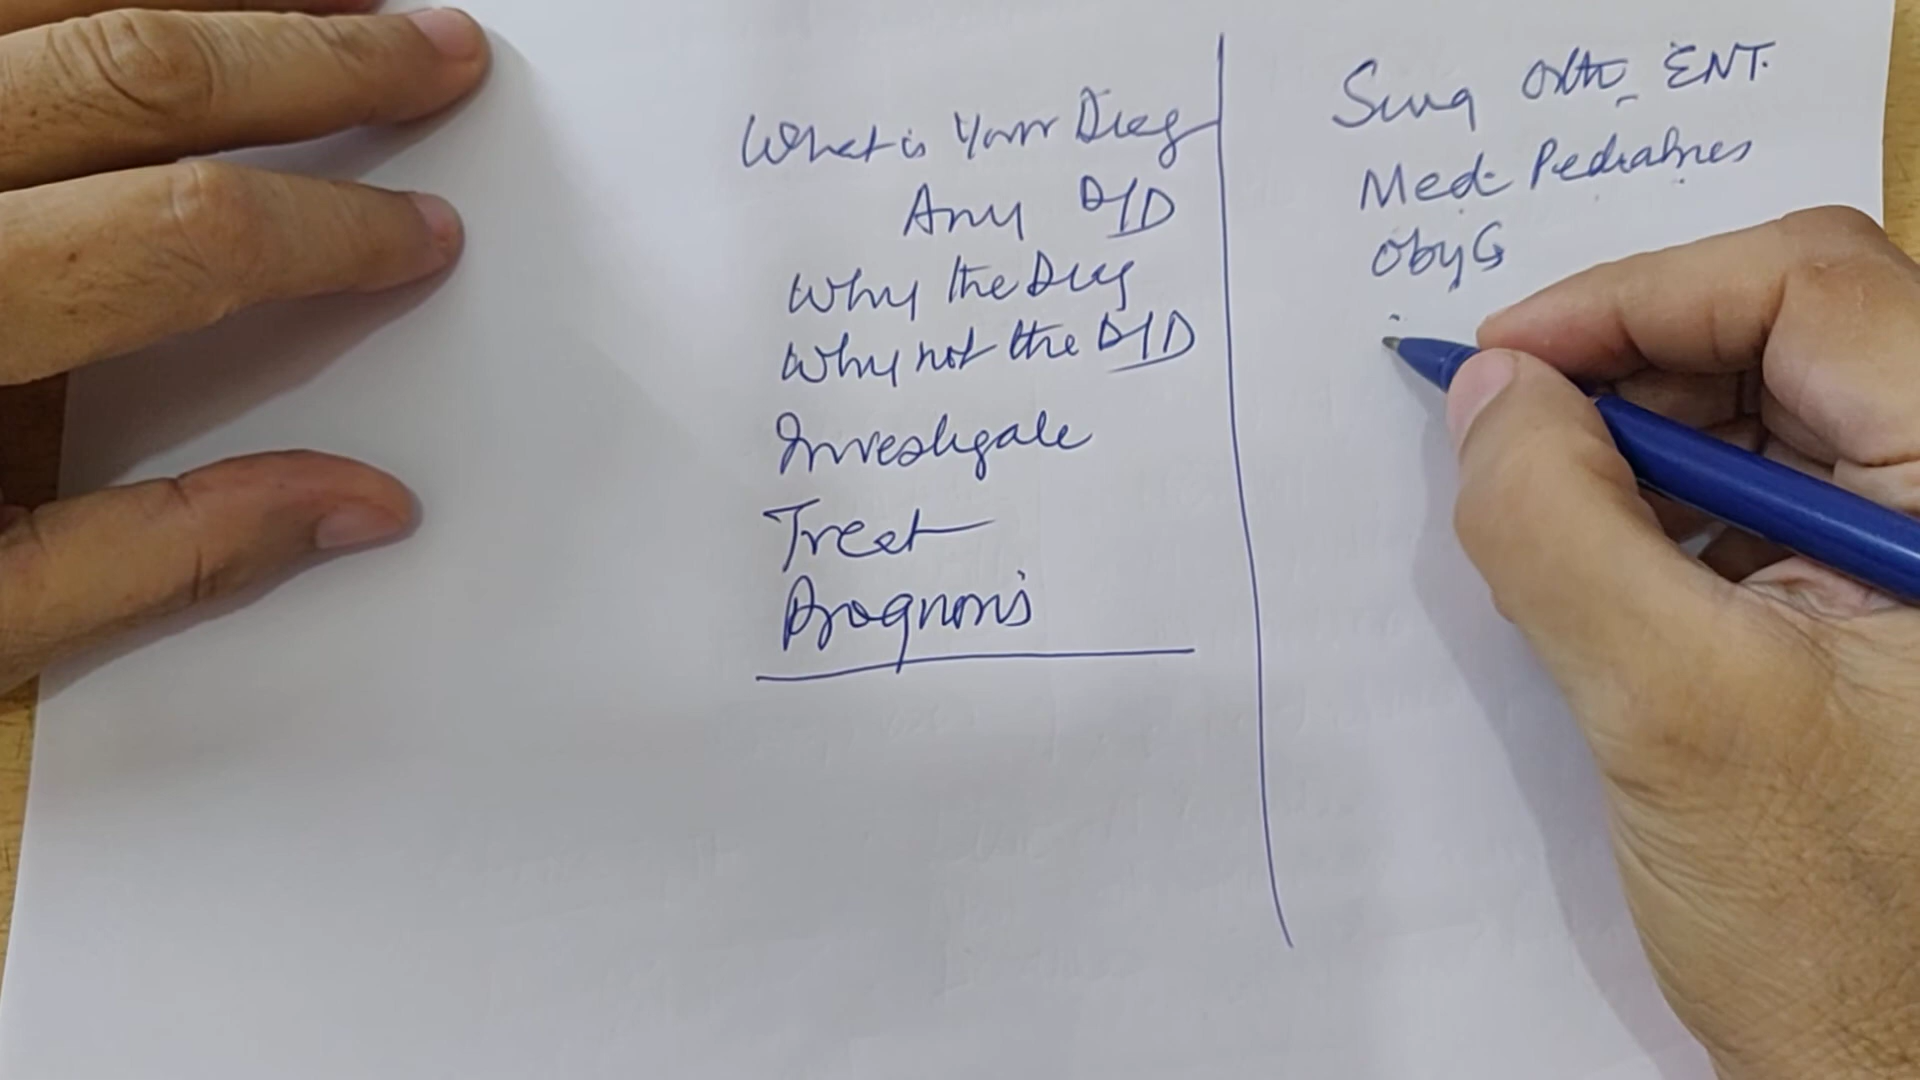 What is Your Diag
Any D/D
Why the Diag
Why not the D/D
Investigate
Treat
Prognosis
Surg Orth ENT.
Med Pediatrics
ObyG